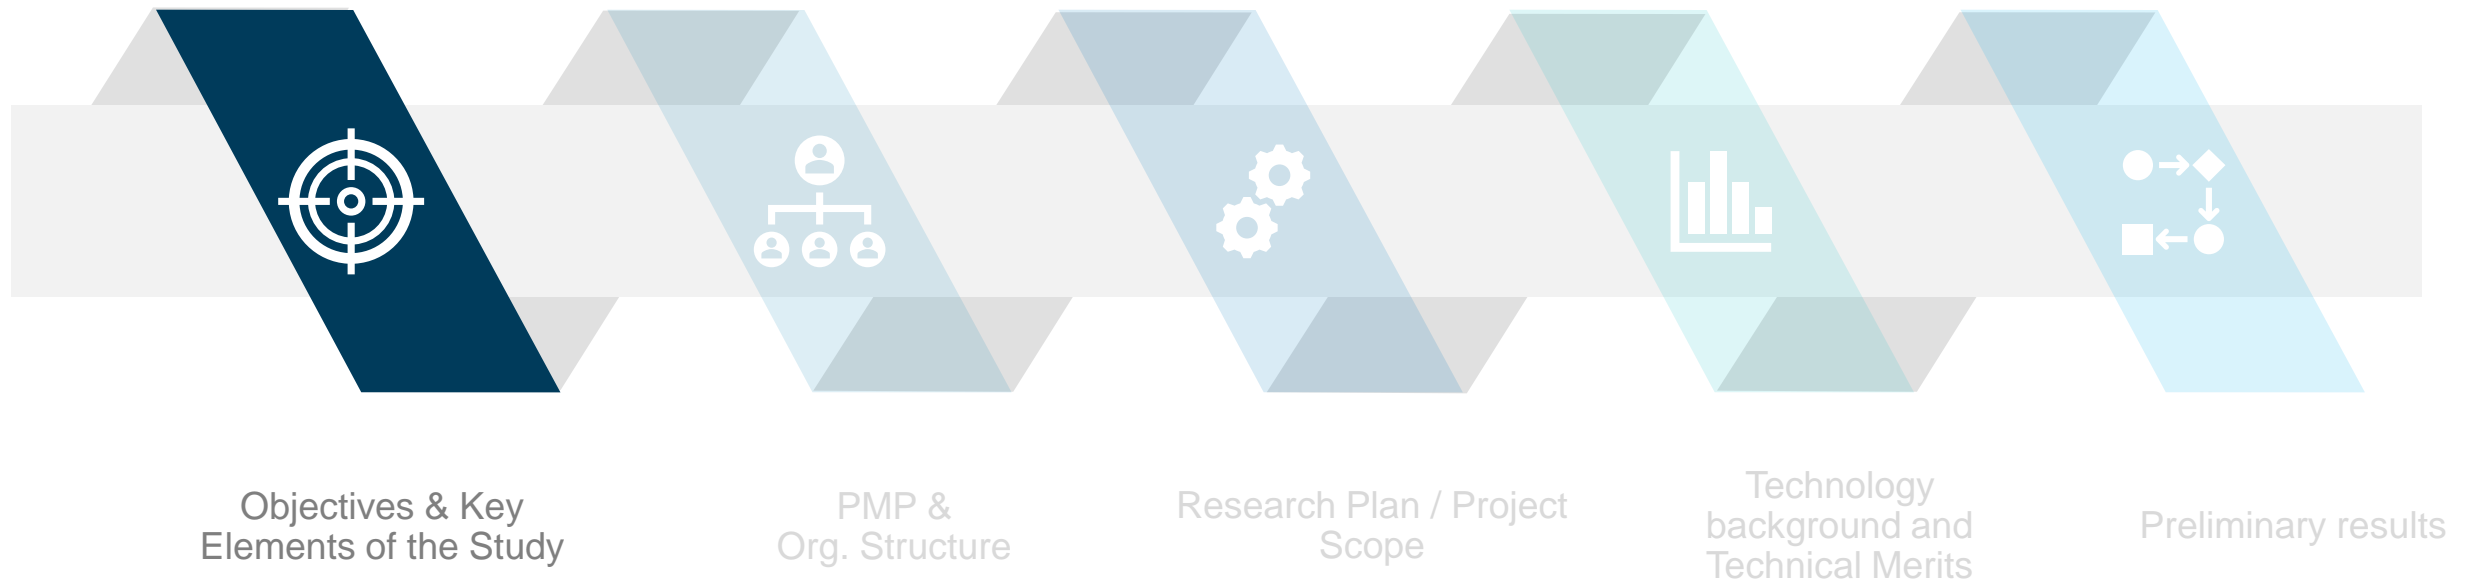 Objectives & Key
Elements of the Study
PMP &
Org. Structure
Research Plan / Project
Scope
Technology
background and
Technical Merits
Preliminary results